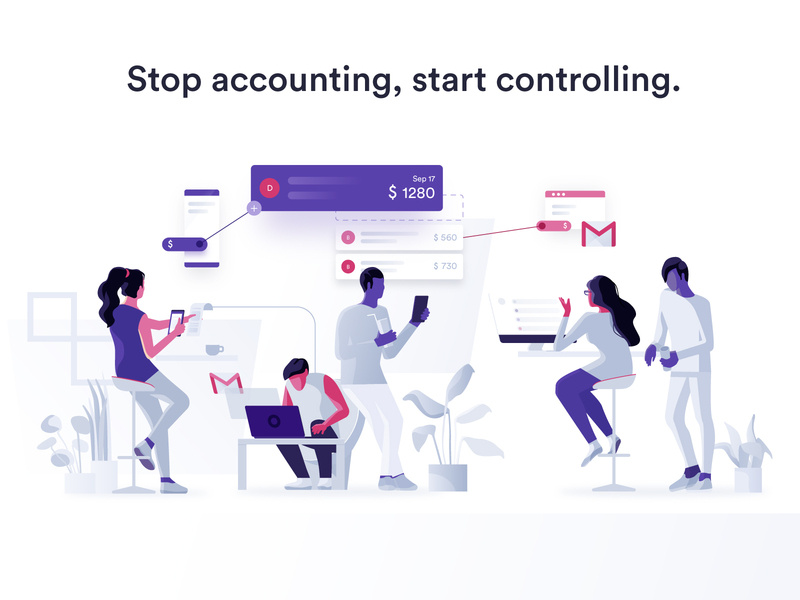 Stop accounting, start controlling.
Sep 17
D
$ 1280
+
$
$
B
$ 560
B
$ 730